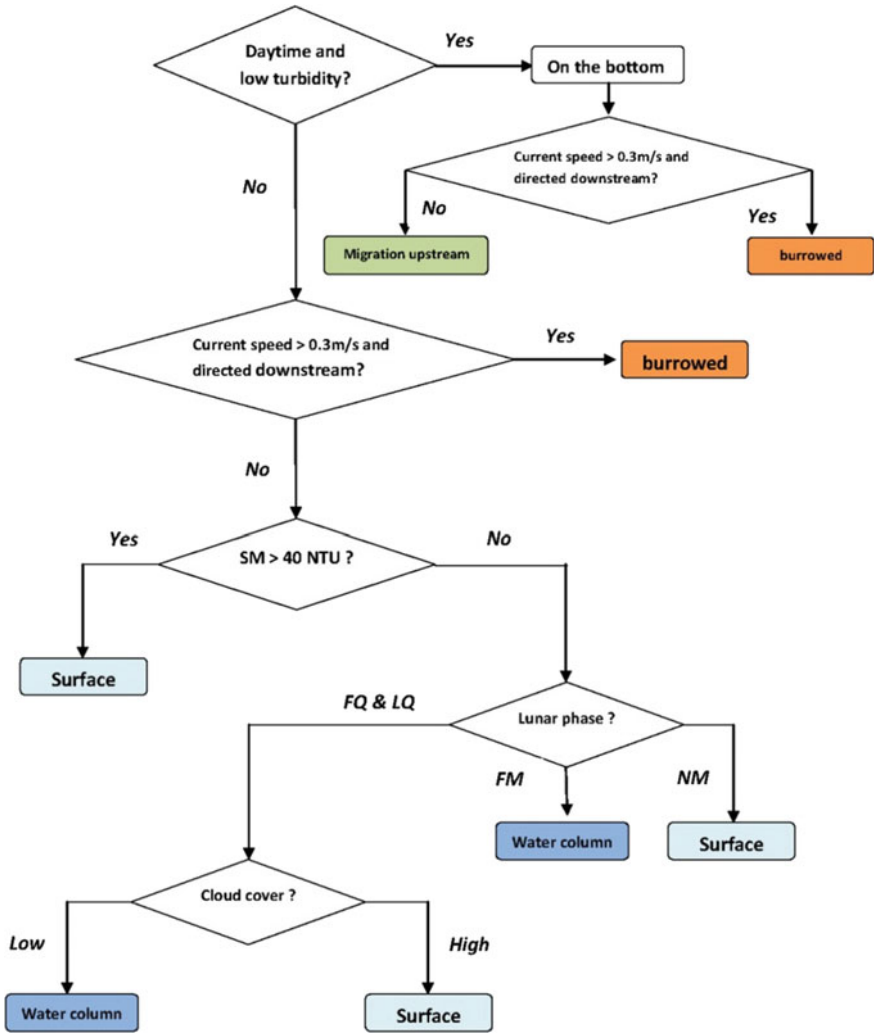 Daytime and
low turbidity?
Yes
On the bottom
Current speed > 0.3m/s and
directed downstream?
No
No
Yes
Migration upstream
burrowed
Current speed > 0.3m/s and
directed downstream?
Yes
burrowed
No
Yes
SM > 40 NTU ?
No
Surface
FQ & LQ
Lunar phase ?
FM
NM
Water column
Surface
Cloud cover ?
Low
High
Water column
Surface